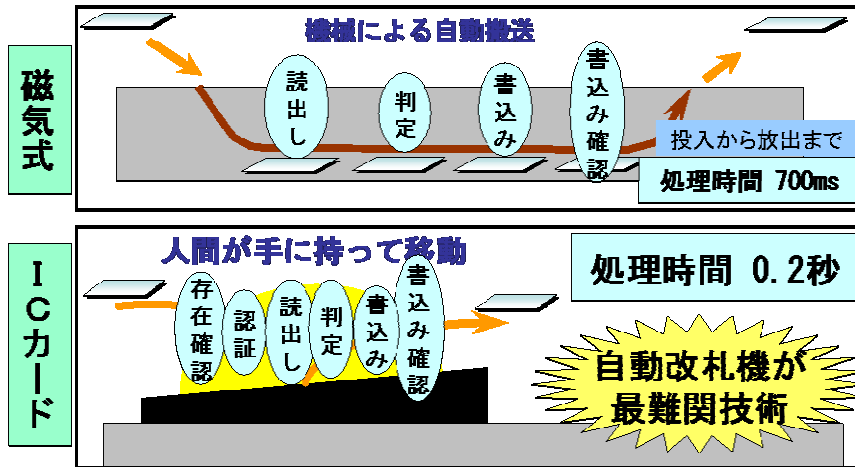 磁気式
機械による自動搬送
読出し
判定
書込み
書込み確認
投入から放出まで
処理時間 700ms
ICカード
人間が手に持って移動
存在確認
認証
読出し
判定
書込み
書込み確認
処理時間 0.2秒
自動改札機が
最難関技術